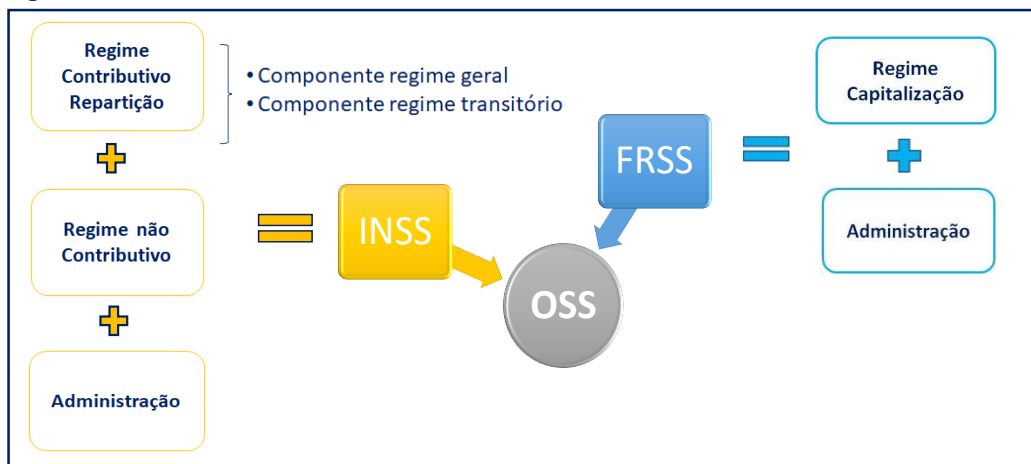 Regime
Contributivo
Repartição
• Componente regime geral
• Componente regime transitório
Regime não
Contributivo
Administração
INSS
FRSS
OSS
Regime
Capitalização
Administração